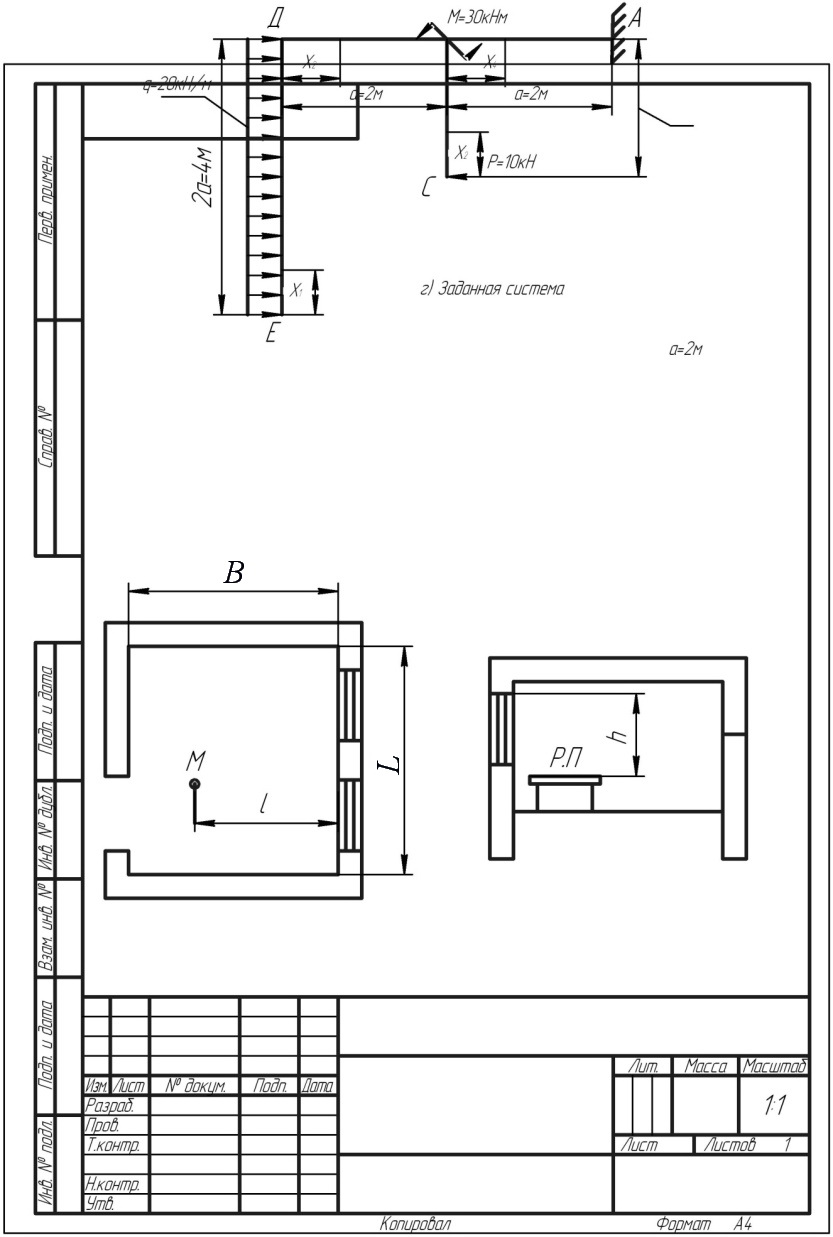 Д
M=30кНм
А
X₂
X₄
q=20кН/м
a=2м
a=2м
2a=4м
X₂
P=10кН
С
X₁
E
г) Заданная система
a=2м
Перв. примен.
Справ. №
B
M
l
L
h
Р.П
Подп. и дата
Инв. № дубл.
Взам. инв. №
Подп. и дата
Инв. № подл.
Лит. Масса Масштаб
Изм. Лист № докум. Подп. Дата
Разраб.
1:1
Пров.
Т.контр.
Лист Листов 1
Н.контр.
Утв.
Копировал Формат А4